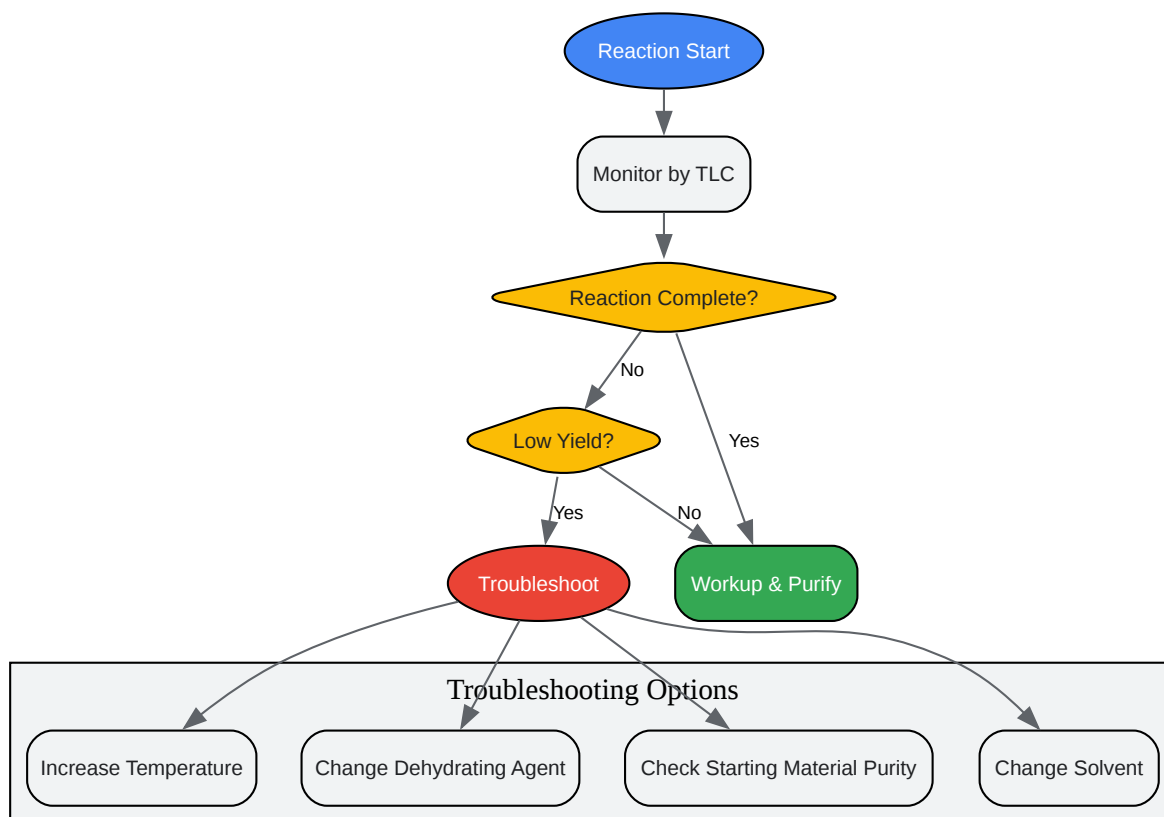 Reaction Start
Monitor by TLC
Reaction Complete?
No
Low Yield?
Yes
Yes
No
Troubleshoot
Workup & Purify
Troubleshooting Options
Increase Temperature
Change Dehydrating Agent
Check Starting Material Purity
Change Solvent